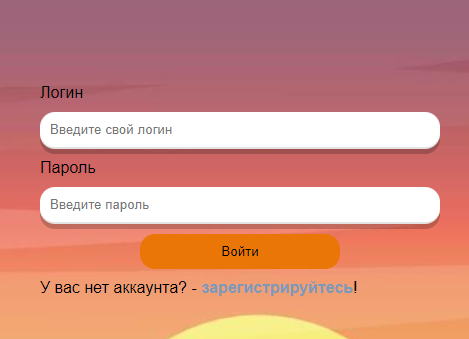 Логин
Введите свой логин
Пароль
Введите пароль
Войти
У вас нет аккаунта? - зарегистрируйтесь!